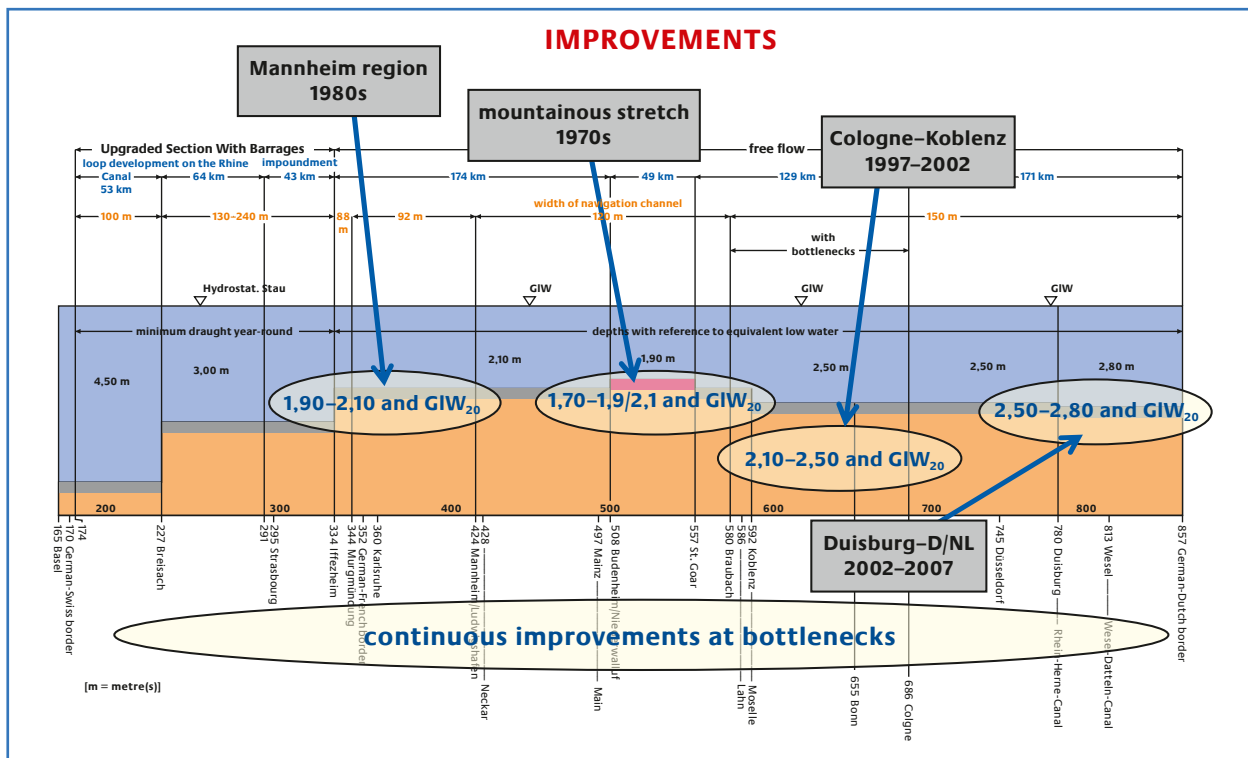 IMPROVEMENTS
Mannheim region
1980s
mountainous stretch
1970s
Cologne–Koblenz
1997–2002
Upgraded Section With Barrages
free flow
loop development on the Rhine
impoundment
Canal
53 km
64 km
43 km
174 km
49 km
129 km
171 km
width of navigation channel
100 m
130–240 m
88
m
92 m
120 m
150 m
with
bottlenecks
Hydrostat. Stau
GlW
GlW
GlW
minimum draught year-round
depths with reference to equivalent low water
4,50 m
3,00 m
2,10 m
1,90 m
2,50 m
2,50 m
2,80 m
1,90–2,10 and GlW20
1,70–1,9/2,1 and GlW20
2,10–2,50 and GlW20
2,50–2,80 and GlW20
200
300
400
500
600
700
800
Duisburg–D/NL
2002–2007
165 Basel
170 German-Swiss border
174
227 Breisach
291
295 Strasbourg
334 Iffezheim
344 Murgmündung
352 German-French border
360 Karlsruhe
424 Mannheim/Ludwigshafen
428 Neckar
497 Mainz Main
508 Budenheim/Niederwalluf
557 St. Goar
580 Braubach
586 Lahn
592 Koblenz Moselle
655 Bonn
686 Colgne
745 Düsseldorf
780 Duisburg Rhein-Herne-Canal
813 Wesel Wesel-Datteln-Canal
857 German-Dutch border
continuous improvements at bottlenecks
[m = metre(s)]